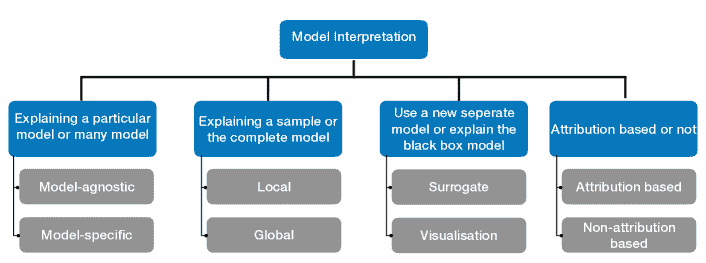 Model Interpretation
Explaining a particular
model or many model
Explaining a sample or
the complete model
Use a new seperate
model or explain the
black box model
Attribution based or not
Model-agnostic
Local
Surrogate
Attribution based
Model-specific
Global
Visualisation
Non-attribution
based